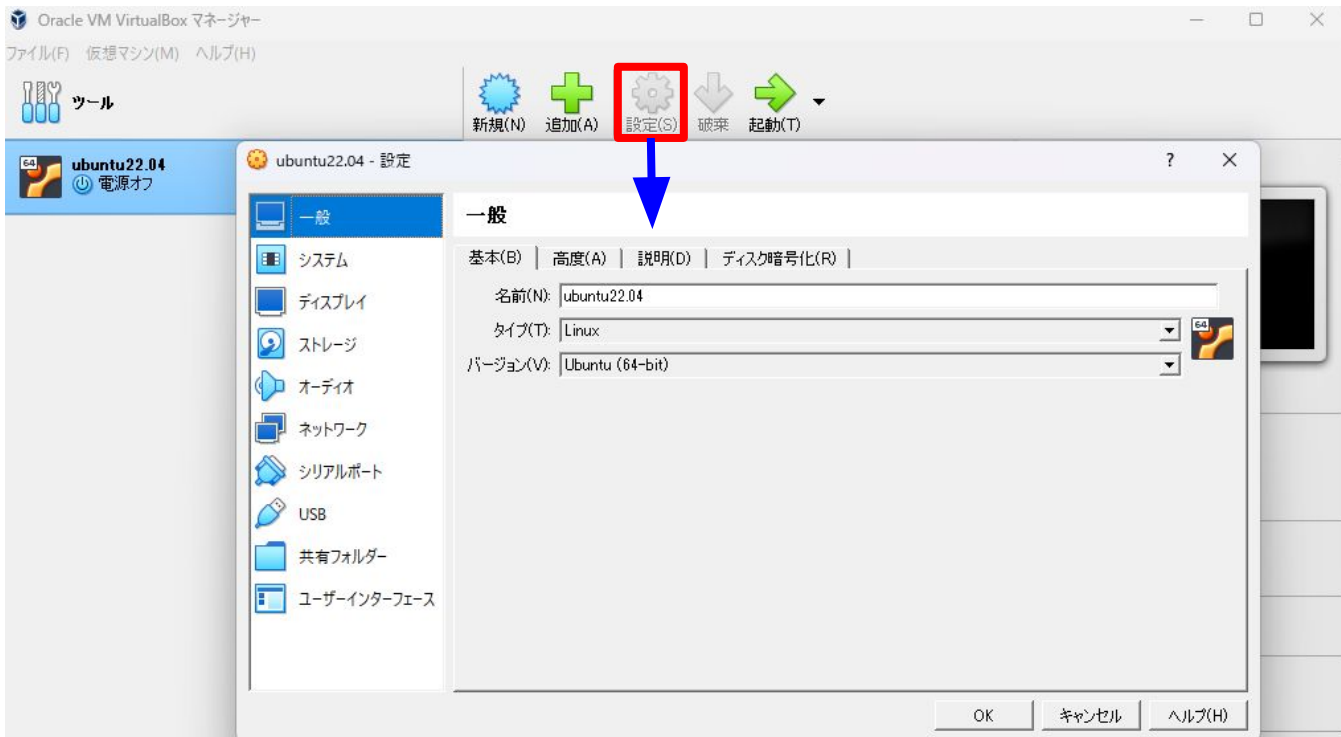 Oracle VM VirtualBox マネージャー
ファイル(F) 仮想マシン(M) ヘルプ(H)
ツール
新規(N) 追加(A) 設定(S) 破棄 起動(T)
64
ubuntu22.04
電源オフ
ubuntu22.04 - 設定 ?
一般
システム
ディスプレイ
ストレージ
オーディオ
ネットワーク
シリアルポート
USB
共有フォルダー
ユーザーインターフェース
一般
基本(B) 高度(A) 説明(D) ディスク暗号化(R)
名前(N): ubuntu22.04
タイプ(T): Linux
64
バージョン(V): Ubuntu (64-bit)
OK キャンセル ヘルプ(H)